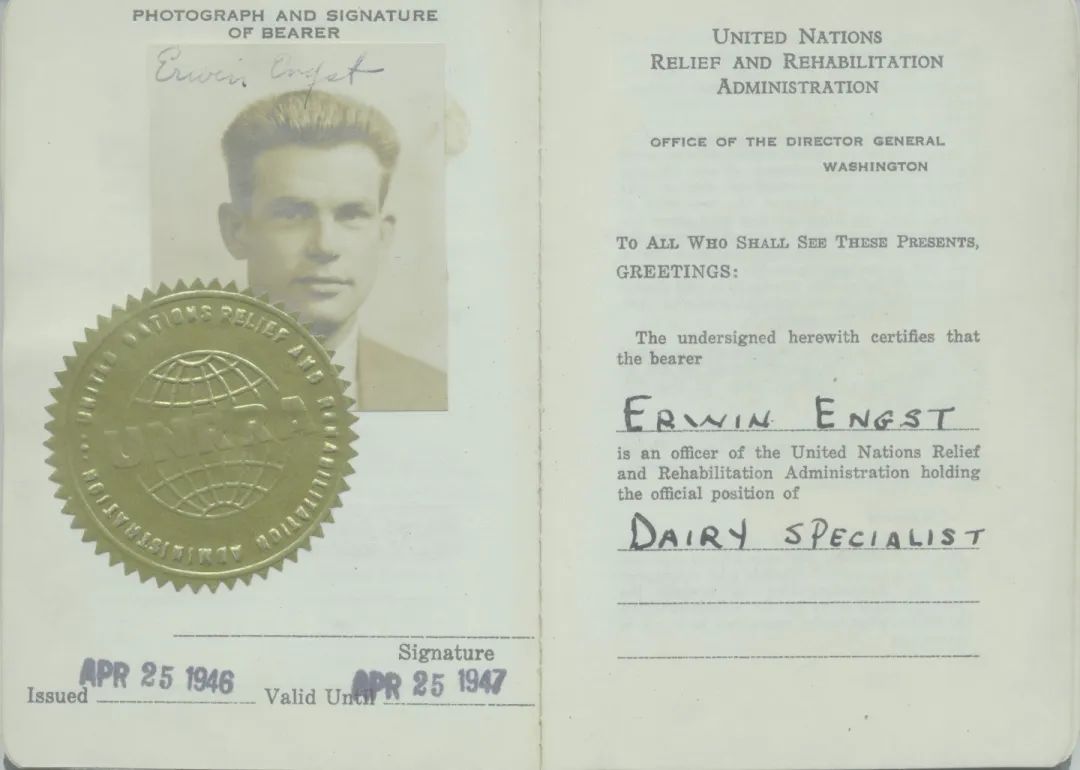 PHOTOGRAPH AND SIGNATURE
OF BEARER
Erwin Engst
UNITED NATIONS RELIEF AND REHABILITATION ADMINISTRATION
UNRRA
Signature
APR 25 1946
APR 25 1947
Issued
Valid Until
UNITED NATIONS
RELIEF AND REHABILITATION
ADMINISTRATION
OFFICE OF THE DIRECTOR GENERAL
WASHINGTON
TO ALL WHO SHALL SEE THESE PRESENTS,
GREETINGS:
The undersigned herewith certifies that
the bearer
ERWIN ENGST
is an officer of the United Nations Relief
and Rehabilitation Administration holding
the official position of
DAIRY SPECIALIST